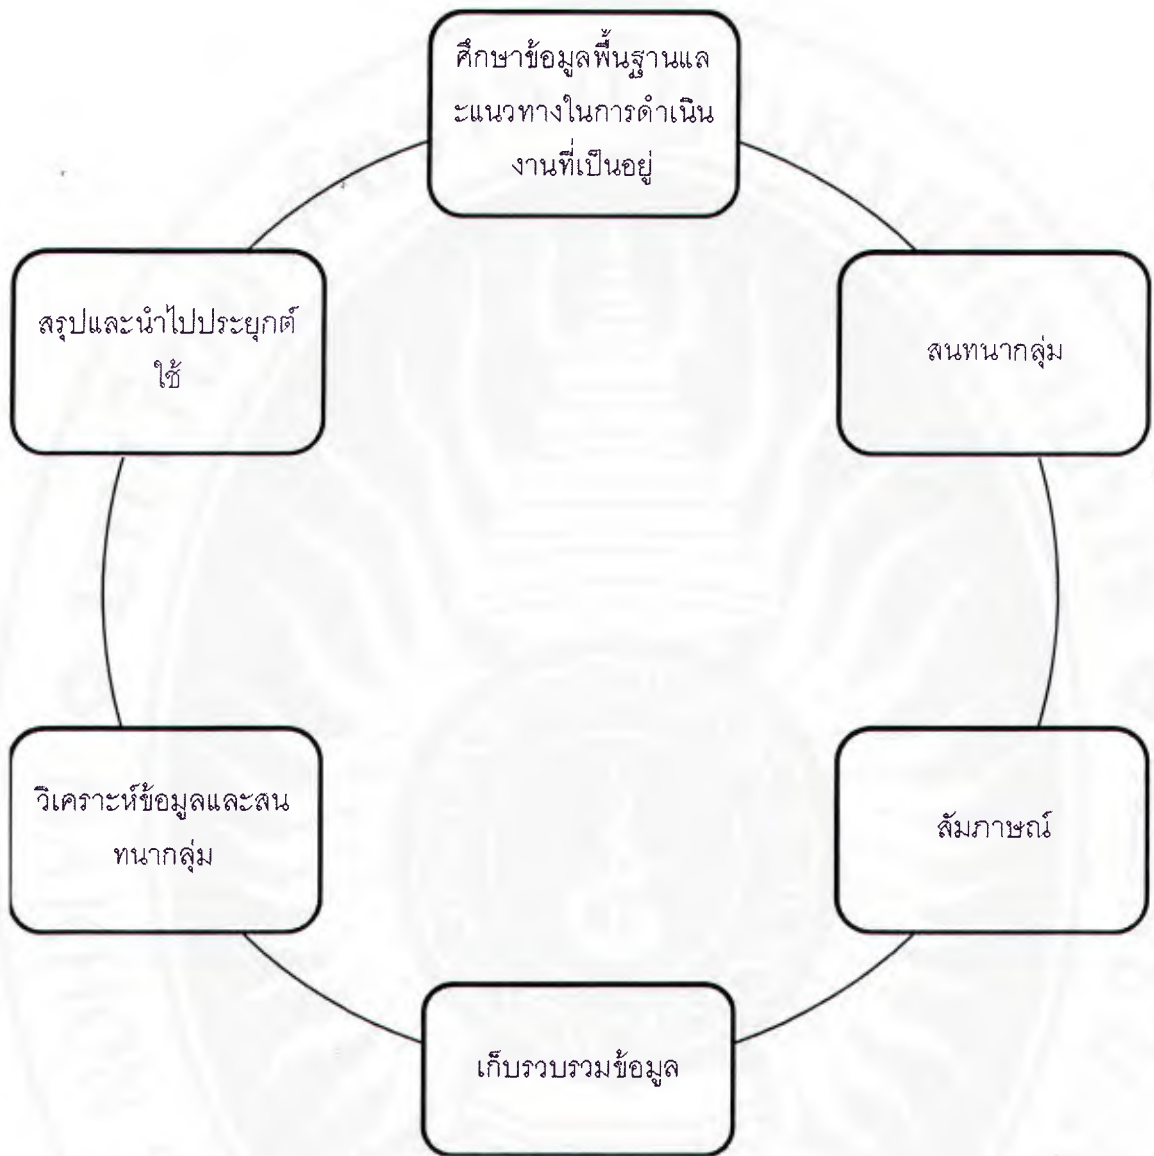 ศึกษาข้อมูลพื้นฐานแล
ะแนวทางในการดำเนิน
งานที่เป็นอยู่
สนทนากลุ่ม
สัมภาษณ์
เก็บรวบรวมข้อมูล
วิเคราะห์ข้อมูลและสน
ทนากลุ่ม
สรุปและนำไปประยุกต์
ใช้